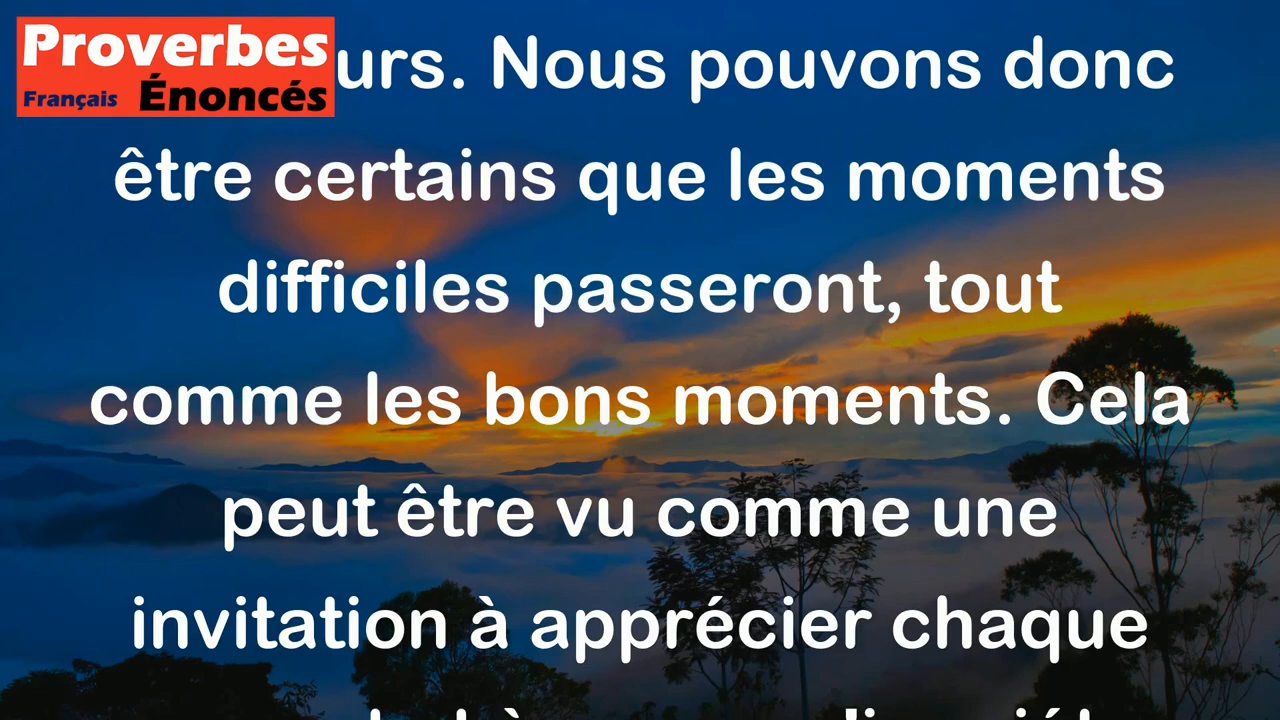 Proverbes
Français Énoncés
urs. Nous pouvons donc
être certains que les moments
difficiles passeront, tout
comme les bons moments. Cela
peut être vu comme une
invitation à apprécier chaque